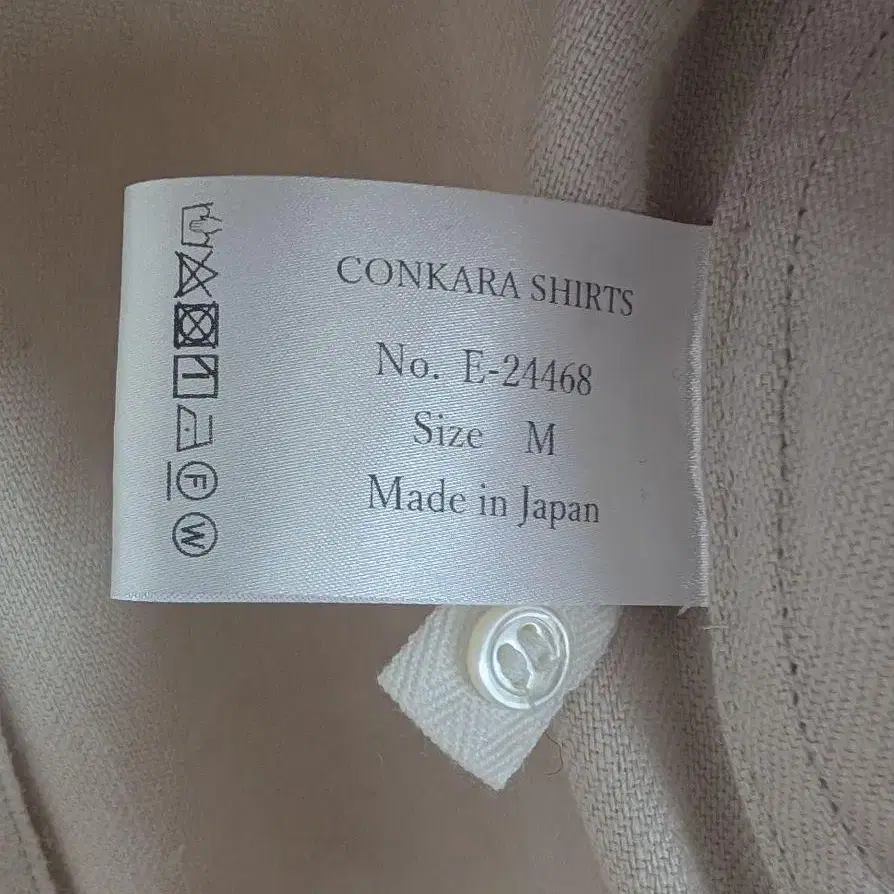 CONKARA SHIRTS
No. E-24468
Size M
Made in Japan
F
W